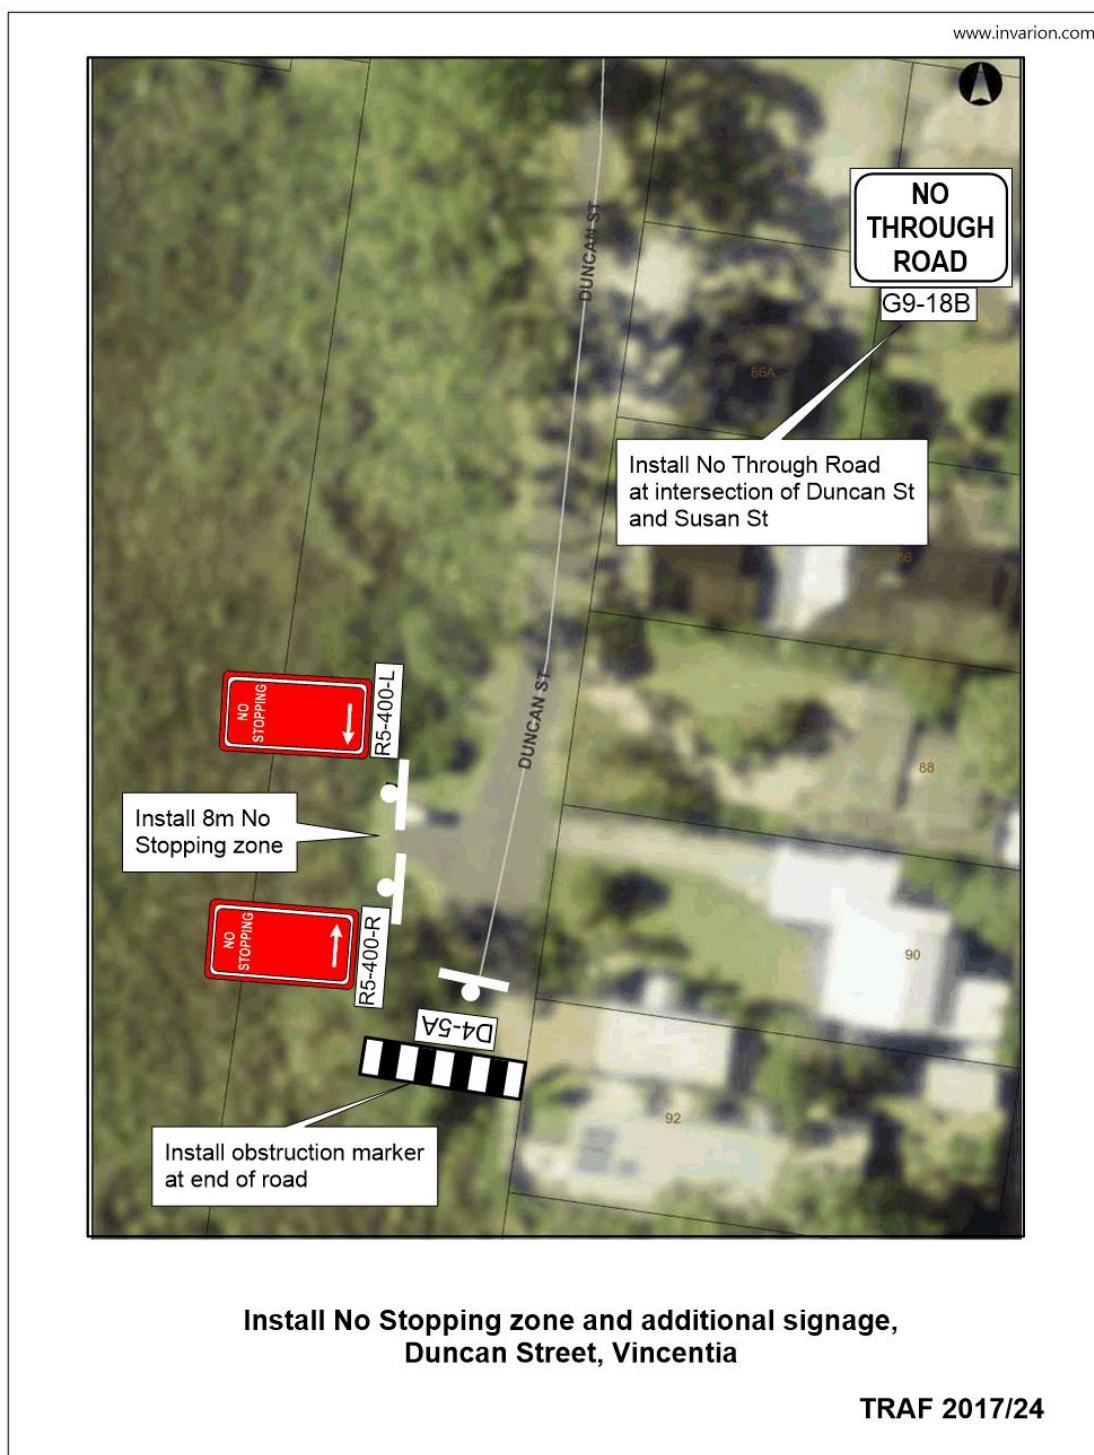 www.invarion.com
NO
THROUGH
ROAD
G9-18B
DUNCAN ST
86A
Install No Through Road
at intersection of Duncan St
and Susan St
86
NO
STOPPING
R5-400-L
DUNCAN ST
88
Install 8m No
Stopping zone
NO
STOPPING
R5-400-R
90
D4-5A
92
Install obstruction marker
at end of road
Install No Stopping zone and additional signage,
Duncan Street, Vincentia
TRAF 2017/24